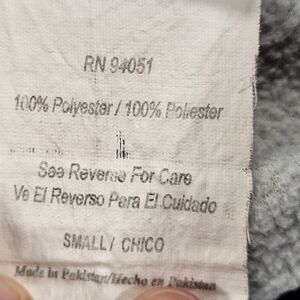 RN 94051
100% Polyester / 100% Poliester
See Reverse For Care
Ve El Reverso Para El Cuidado
SMALL / CHICO
Made in Pakistan/Hecho en Pakistan